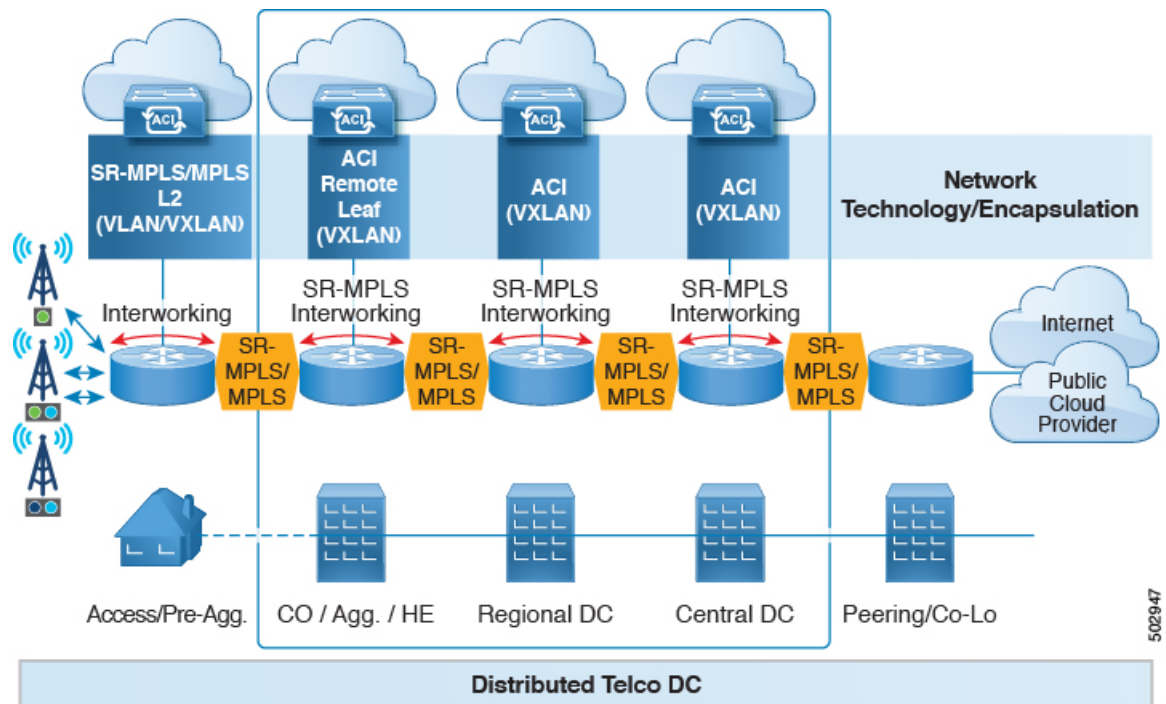 ACI
ACI
ACI
ACI
SR-MPLS/MPLS
L2
(VLAN/VXLAN)
ACI
Remote
Leaf
(VXLAN)
ACI
(VXLAN)
ACI
(VXLAN)
Network
Technology/Encapsulation
Interworking
SR-MPLS
Interworking
SR-MPLS
Interworking
SR-MPLS
Interworking
SR-
MPLS/
MPLS
SR-
MPLS/
MPLS
SR-
MPLS/
MPLS
SR-
MPLS/
MPLS
Internet
Public
Cloud
Provider
Access/Pre-Agg.
CO / Agg. / HE
Regional DC
Central DC
Peering/Co-Lo
502947
Distributed Telco DC